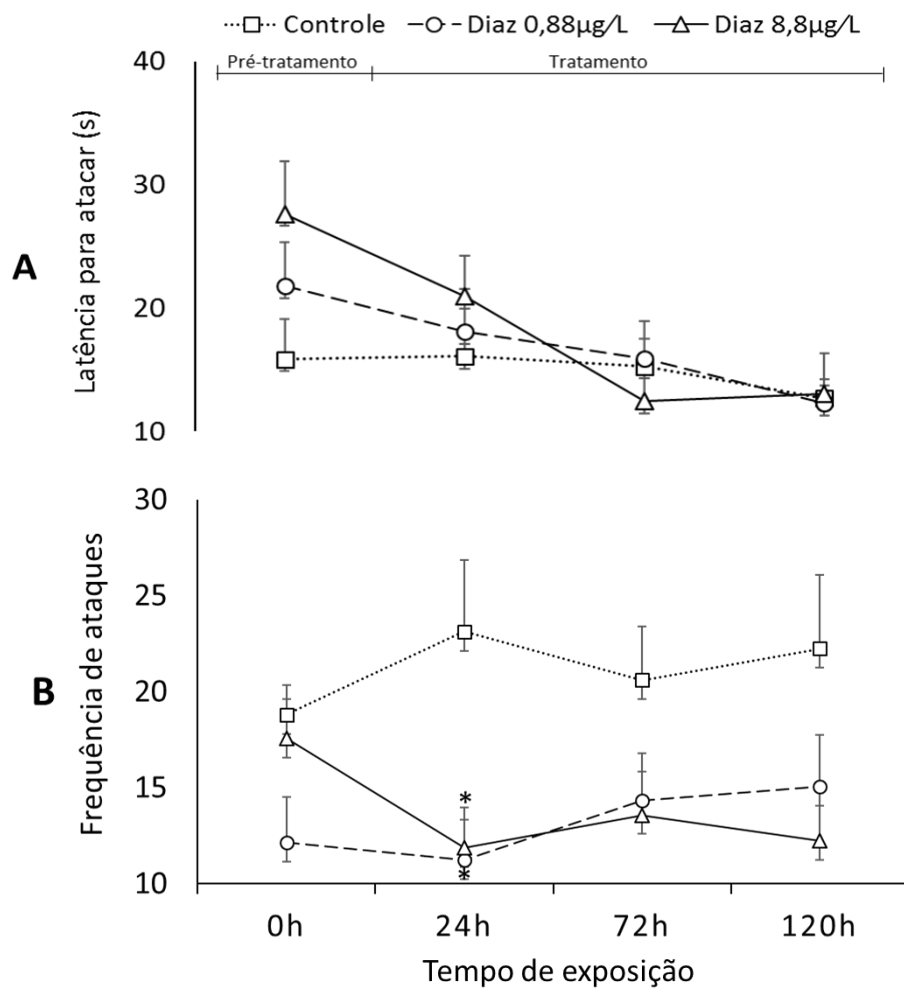 Controle Diaz 0,88µg/L Diaz 8,8µg/L
Pré-tratamento Tratamento
40
30
20
10
Latência para atacar (s)
A
30
25
20
15
10
Frequência de ataques
B
*
*
0h 24h 72h 120h
Tempo de exposição